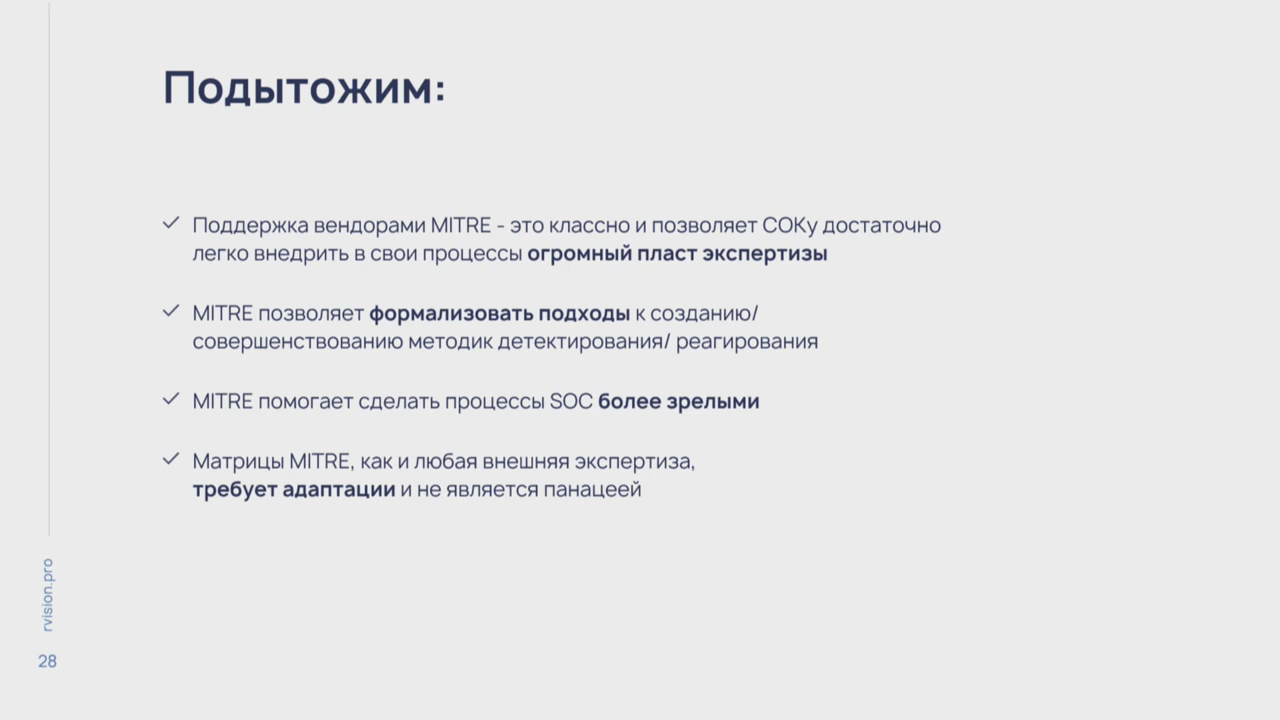 Подытожим:
Поддержка вендорами MITRE - это классно и позволяет СОКу достаточно
легко внедрить в свои процессы огромный пласт экспертизы
MITRE позволяет формализовать подходы к созданию/
совершенствованию методик детектирования/ реагирования
MITRE помогает сделать процессы SOC более зрелыми
Матрицы MITRE, как и любая внешняя экспертиза,
требует адаптации и не является панацеей
rvision.pro
28